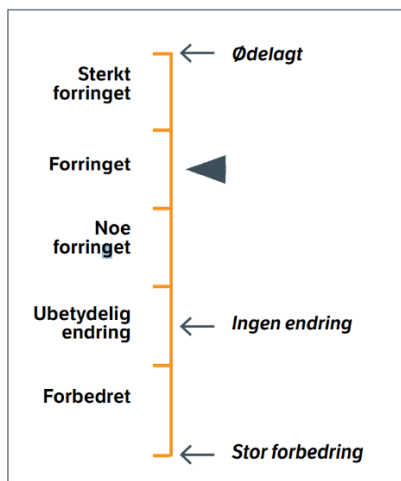 Ødelagt
Sterkt
forringet
Forringet
Noe
forringet
Ubetydelig
endring
Ingen endring
Forbedret
Stor forbedring